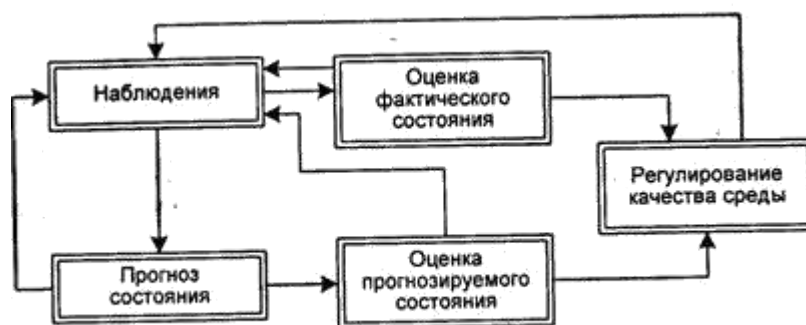 Наблюдения
Оценка
фактического
состояния
Регулирование
качества среды
Прогноз
состояния
Оценка
прогнозируемого
состояния